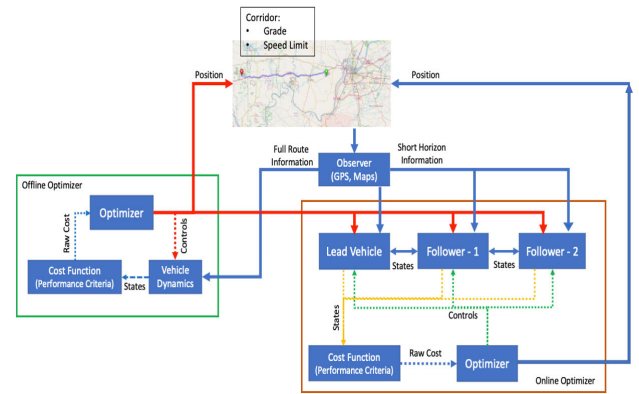 Corridor:
• Grade
• Speed Limit
Position
Position
Full Route
Information
Short Horizon
Information
Observer
(GPS, Maps)
Offline Optimizer
Optimizer
Raw Cost
Controls
Cost Function
(Performance Criteria)
States
Vehicle
Dynamics
Lead Vehicle
States
Follower - 1
States
Follower - 2
States
Controls
Cost Function
(Performance Criteria)
Raw Cost
Optimizer
Online Optimizer